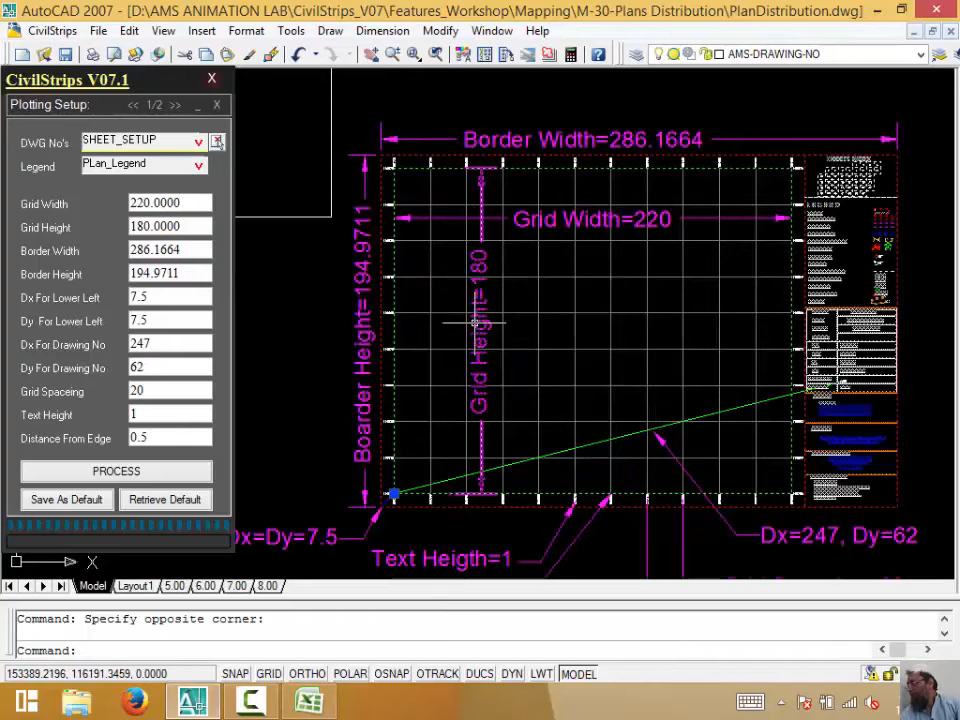 AutoCAD 2007 - [D:\AMS ANIMATION LAB\CivilStrips_V07\Features_Workshop\Mapping\M-30-Plans Distribution\PlanDistribution.dwg]
CivilStrips File Edit View Insert Format Tools Draw Dimension Modify Window Help
AMS-DRAWING-NO
CivilStrips V07.1 X
Plotting Setup: << 1/2 >> _ X
DWG No's SHEET_SETUP
Legend PLan_Legend
Grid Width 220.0000
Grid Height 180.0000
Border Width 286.1664
Border Height 194.9711
Dx For Lower Left 7.5
Dy For Lower Left 7.5
Dx For Drawing No 247
Dy For Drawing No 62
Grid Spaceing 20
Text Height 1
Distance From Edge 0.5
PROCESS
Save As Default Retrieve Default
Border Width=286.1664
Grid Width=220
Boarder Height=194.9711
Grid Height=180
Dx=Dy=7.5
Text Heigth=1
Dx=247, Dy=62
X
Model Layout1 5.00 6.00 7.00 8.00
Command: Specify opposite corner:
Command:
153389.2196, 116191.3459, 0.0000 SNAP GRID ORTHO POLAR OSNAP OTRACK DUCS DYN LWT MODEL